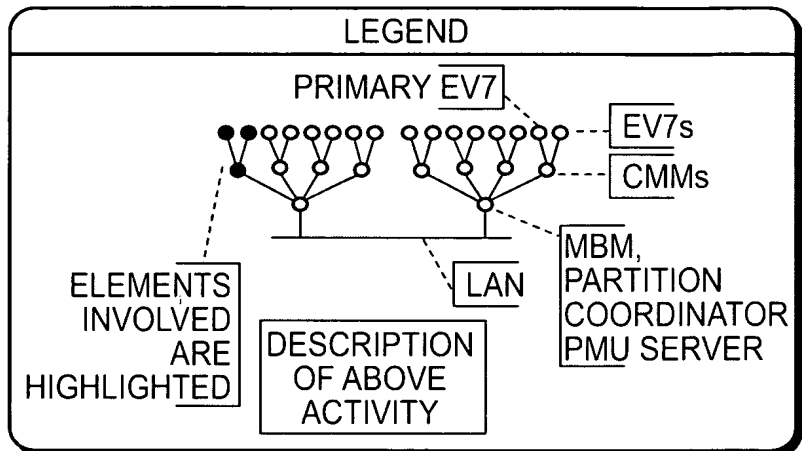 LEGEND
PRIMARY EV7
EV7s
CMMs
MBM,
PARTITION
COORDINATOR
PMU SERVER
LAN
ELEMENTS
INVOLVED
ARE
HIGHLIGHTED
DESCRIPTION
OF ABOVE
ACTIVITY